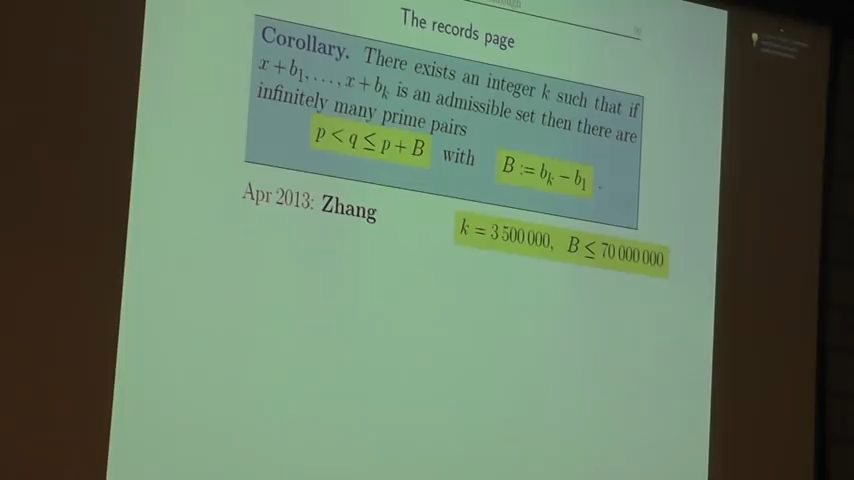 The records page
Corollary. There exists an integer k such that if
x+b₁,…,x+bₖ is an admissible set then there are
infinitely many prime pairs
p < q ≤ p + B with B := bₖ − b₁ .
Apr 2013: Zhang
k = 3 500 000, B ≤ 70 000 000